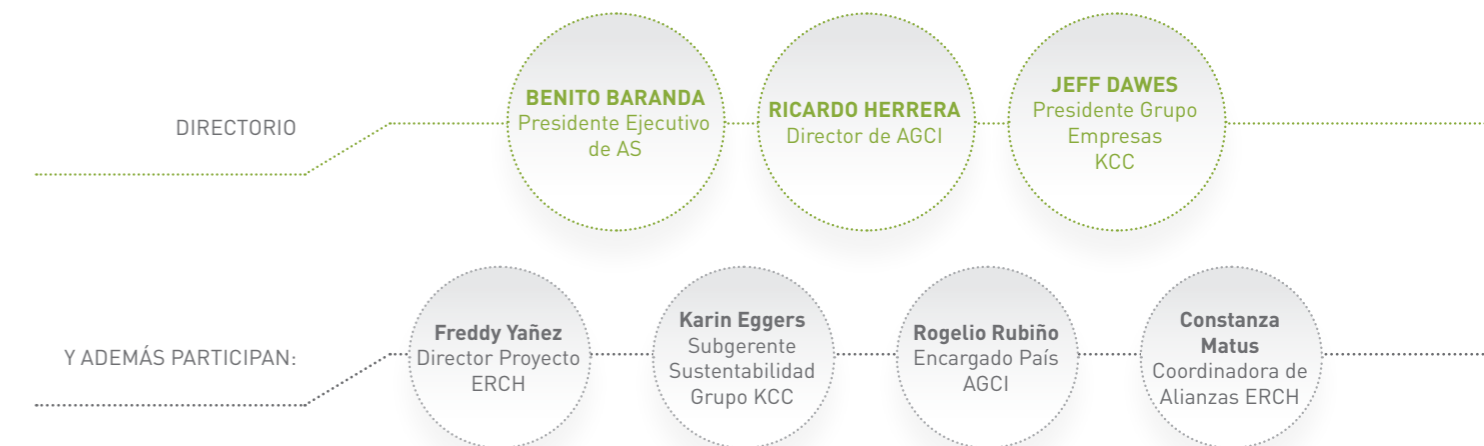 DIRECTORIO
BENITO BARANDA
Presidente Ejecutivo
de AS
RICARDO HERRERA
Director de AGCI
JEFF DAWES
Presidente Grupo
Empresas
KCC
Y ADEMÁS PARTICIPAN:
Freddy Yañez
Director Proyecto
ERCH
Karin Eggers
Subgerente
Sustentabilidad
Grupo KCC
Rogelio Rubiño
Encargado País
AGCI
Constanza
Matus
Coordinadora de
Alianzas ERCH